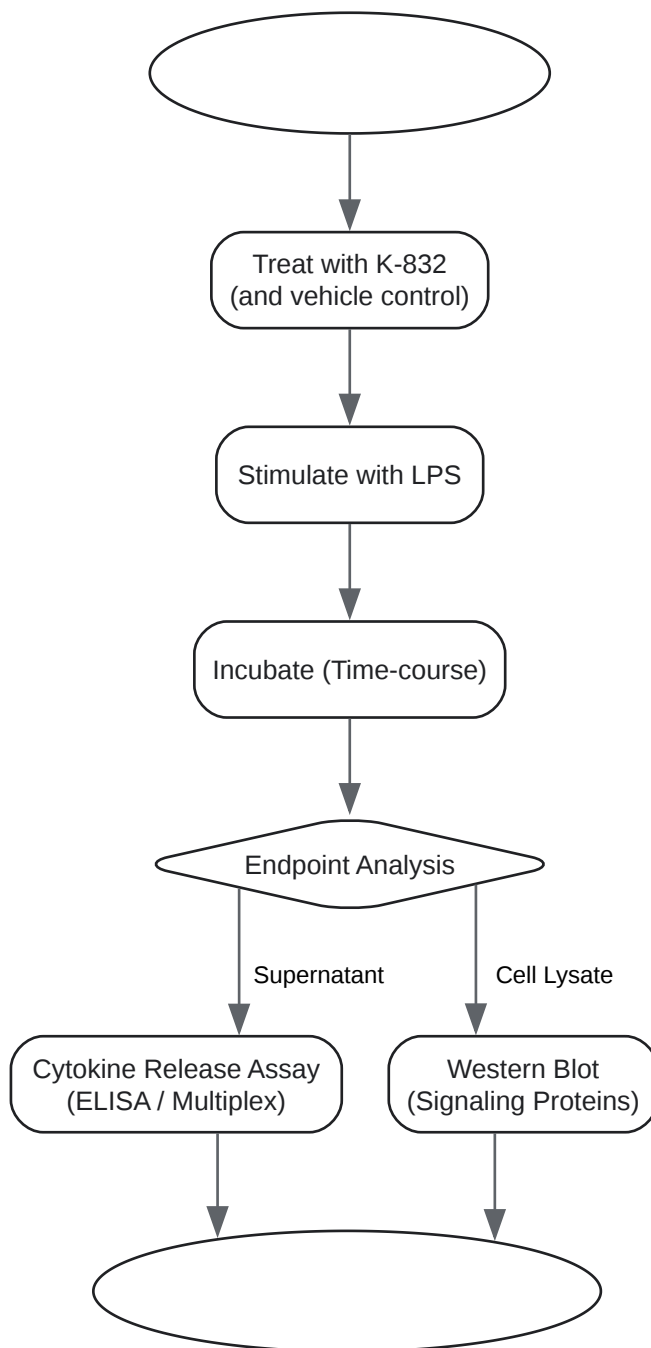 Treat with K-832
(and vehicle control)
Stimulate with LPS
Incubate (Time-course)
Endpoint Analysis
Supernatant
Cell Lysate
Cytokine Release Assay
(ELISA / Multiplex)
Western Blot
(Signaling Proteins)